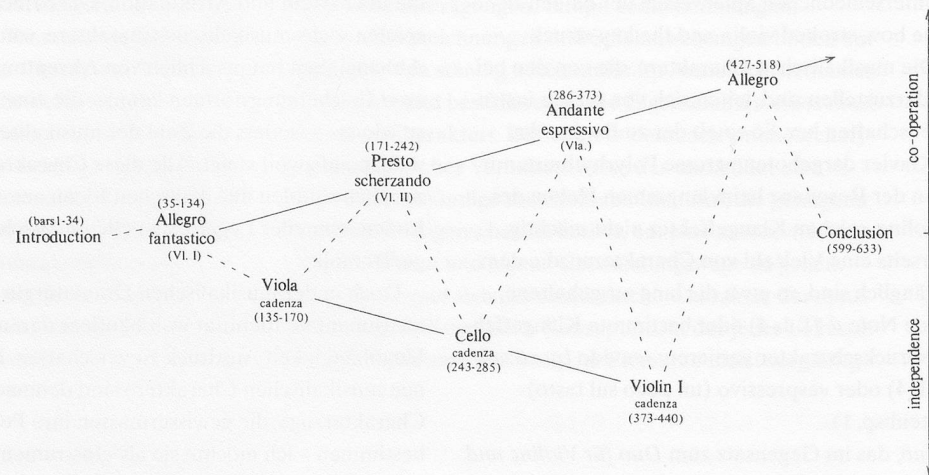 (bars1-34)
Introduction
(35-134)
Allegro
fantastico
(Vl. I)
Viola
cadenza
(135-170)
(171-242)
Presto
scherzando
(Vl. II)
Cello
cadenza
(243-285)
(286-373)
Andante
espressivo
(Vla.)
Violin I
cadenza
(373-440)
(427-518)
Allegro
Conclusion
(599-633)
co-operation
independence